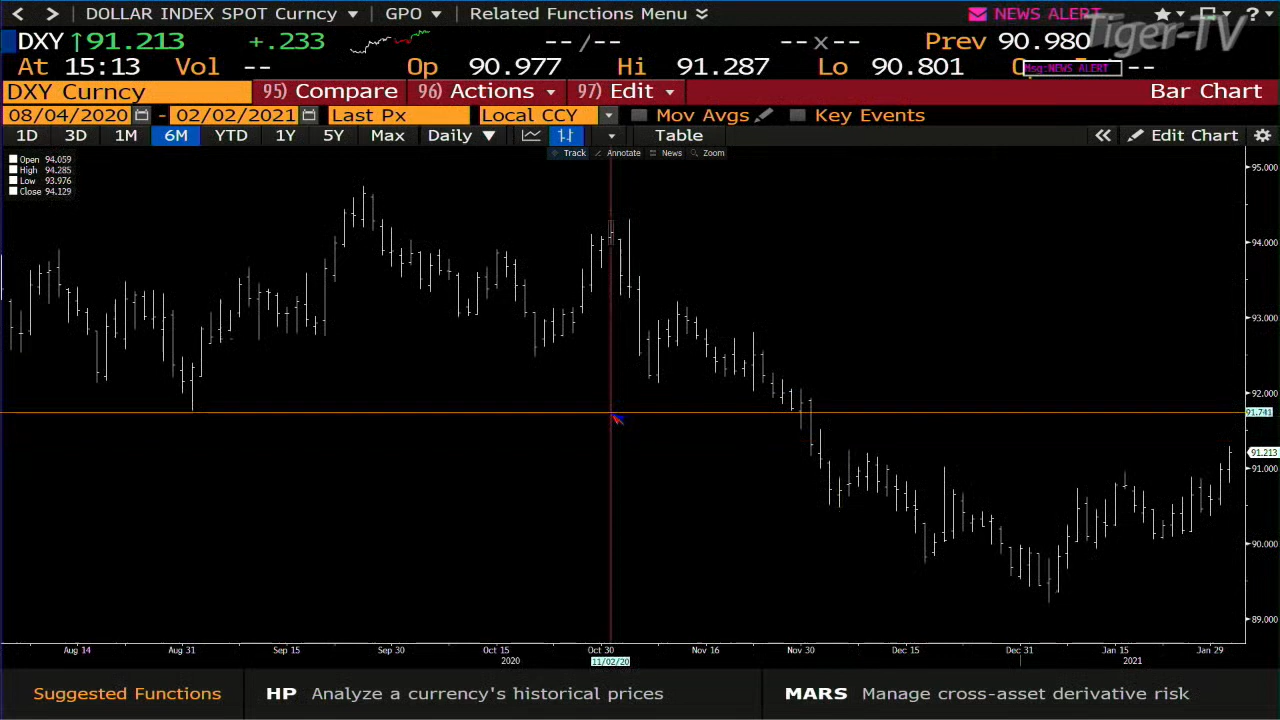 DOLLAR INDEX SPOT Curncy GPO Related Functions Menu NEWS ALERT ?
Tiger-TV
DXY 91.213 +.233 -- / -- -- x -- Prev 90.980
At 15:13 Vol -- Op 90.977 Hi 91.287 Lo 90.801 --
Msg:NEWS ALERT
DXY Curncy 95) Compare 96) Actions 97) Edit Bar Chart
08/04/2020 - 02/02/2021 Last Px Local CCY Mov Avgs Key Events
1D 3D 1M 6M YTD 1Y 5Y Max Daily Table Edit Chart
Track Annotate News Zoom
Open 94.059
High 94.285
Low 93.976
Close 94.129
95.000
94.000
93.000
92.000
91.741
91.213
91.000
90.000
89.000
Aug 14 Aug 31 Sep 15 Sep 30 Oct 15 Oct 30 Nov 16 Nov 30 Dec 15 Dec 31 Jan 15 Jan 29
2020 11/02/20 2021
Suggested Functions HP Analyze a currency's historical prices MARS Manage cross-asset derivative risk